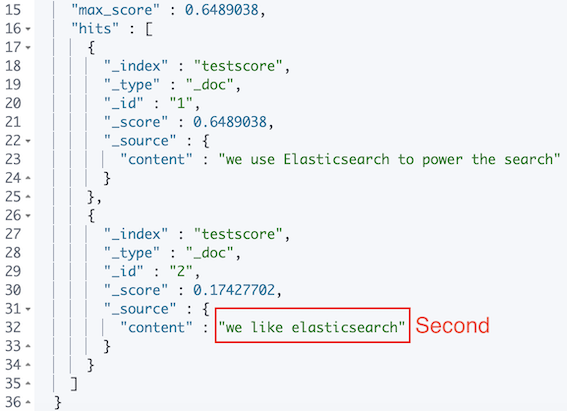 15 "max_score" : 0.6489038,
16 "hits" : [
17 {
18 "_index" : "testscore",
19 "_type" : "_doc",
20 "_id" : "1",
21 "_score" : 0.6489038,
22 "_source" : {
23 "content" : "we use Elasticsearch to power the search"
24 }
25 },
26 {
27 "_index" : "testscore",
28 "_type" : "_doc",
29 "_id" : "2",
30 "_score" : 0.17427702,
31 "_source" : {
32 "content" : "we like elasticsearch" Second
33 }
34 }
35 ]
36 }